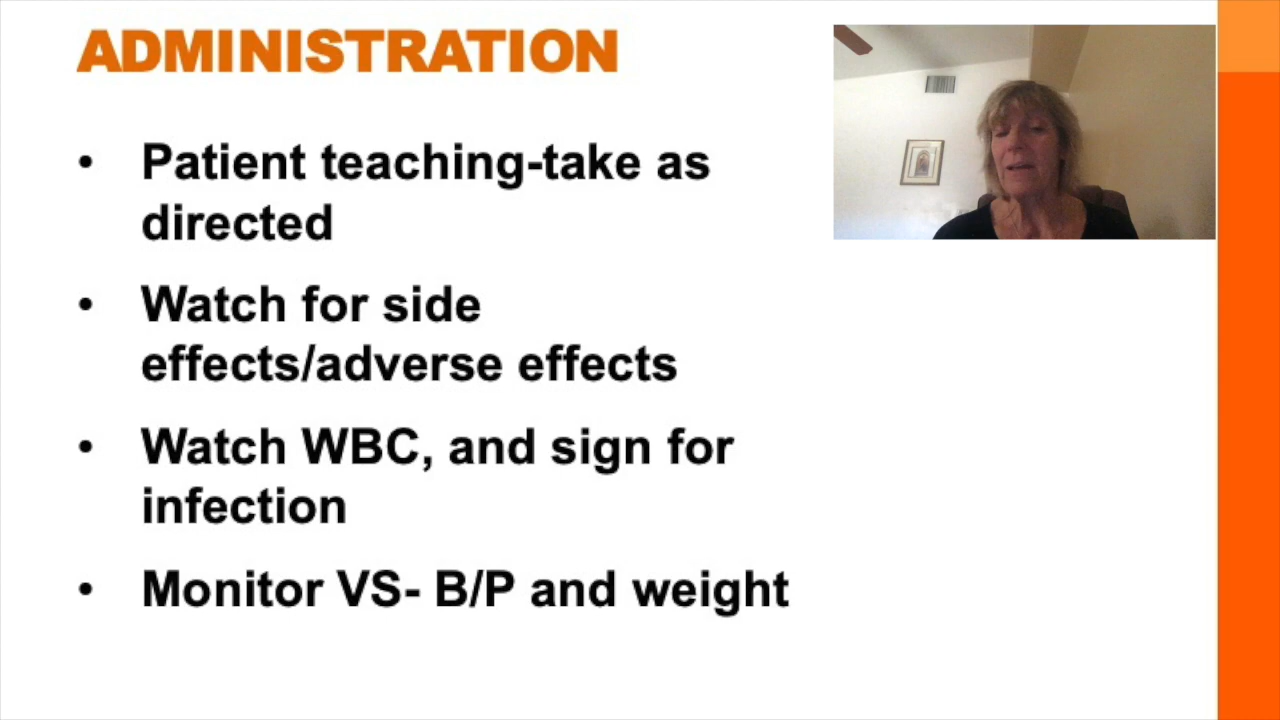 ADMINISTRATION
• Patient teaching-take as
directed
• Watch for side
effects/adverse effects
• Watch WBC, and sign for
infection
• Monitor VS- B/P and weight